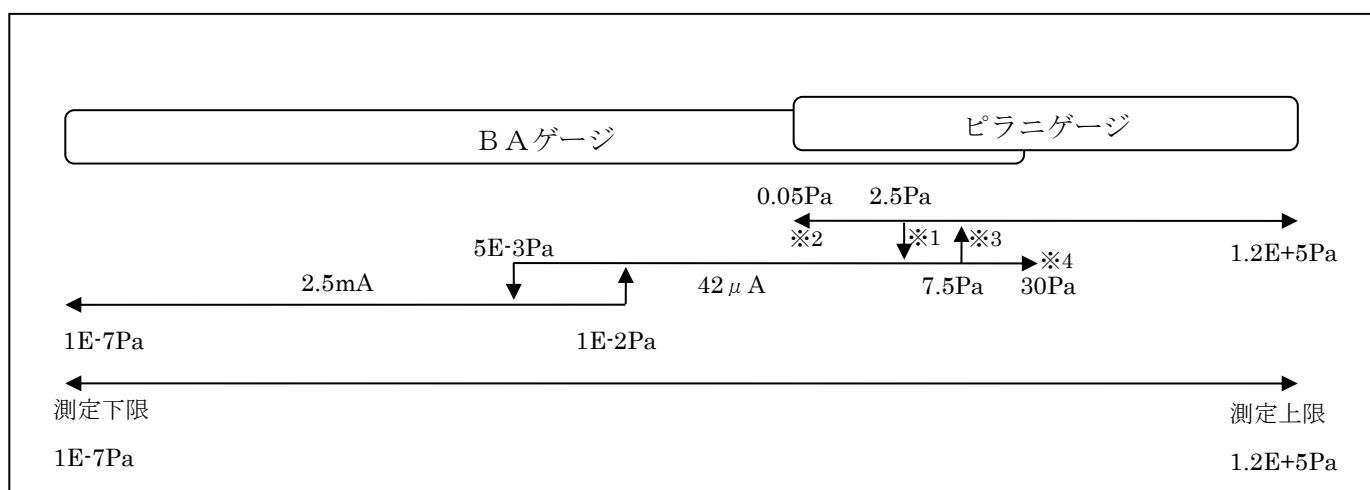 BAゲージ
ピラニゲージ
0.05Pa 2.5Pa
※2 ※1 ※3
1.2E+5Pa
5E-3Pa
※4
2.5mA 42μA 7.5Pa 30Pa
1E-7Pa 1E-2Pa
測定下限 測定上限
1E-7Pa 1.2E+5Pa